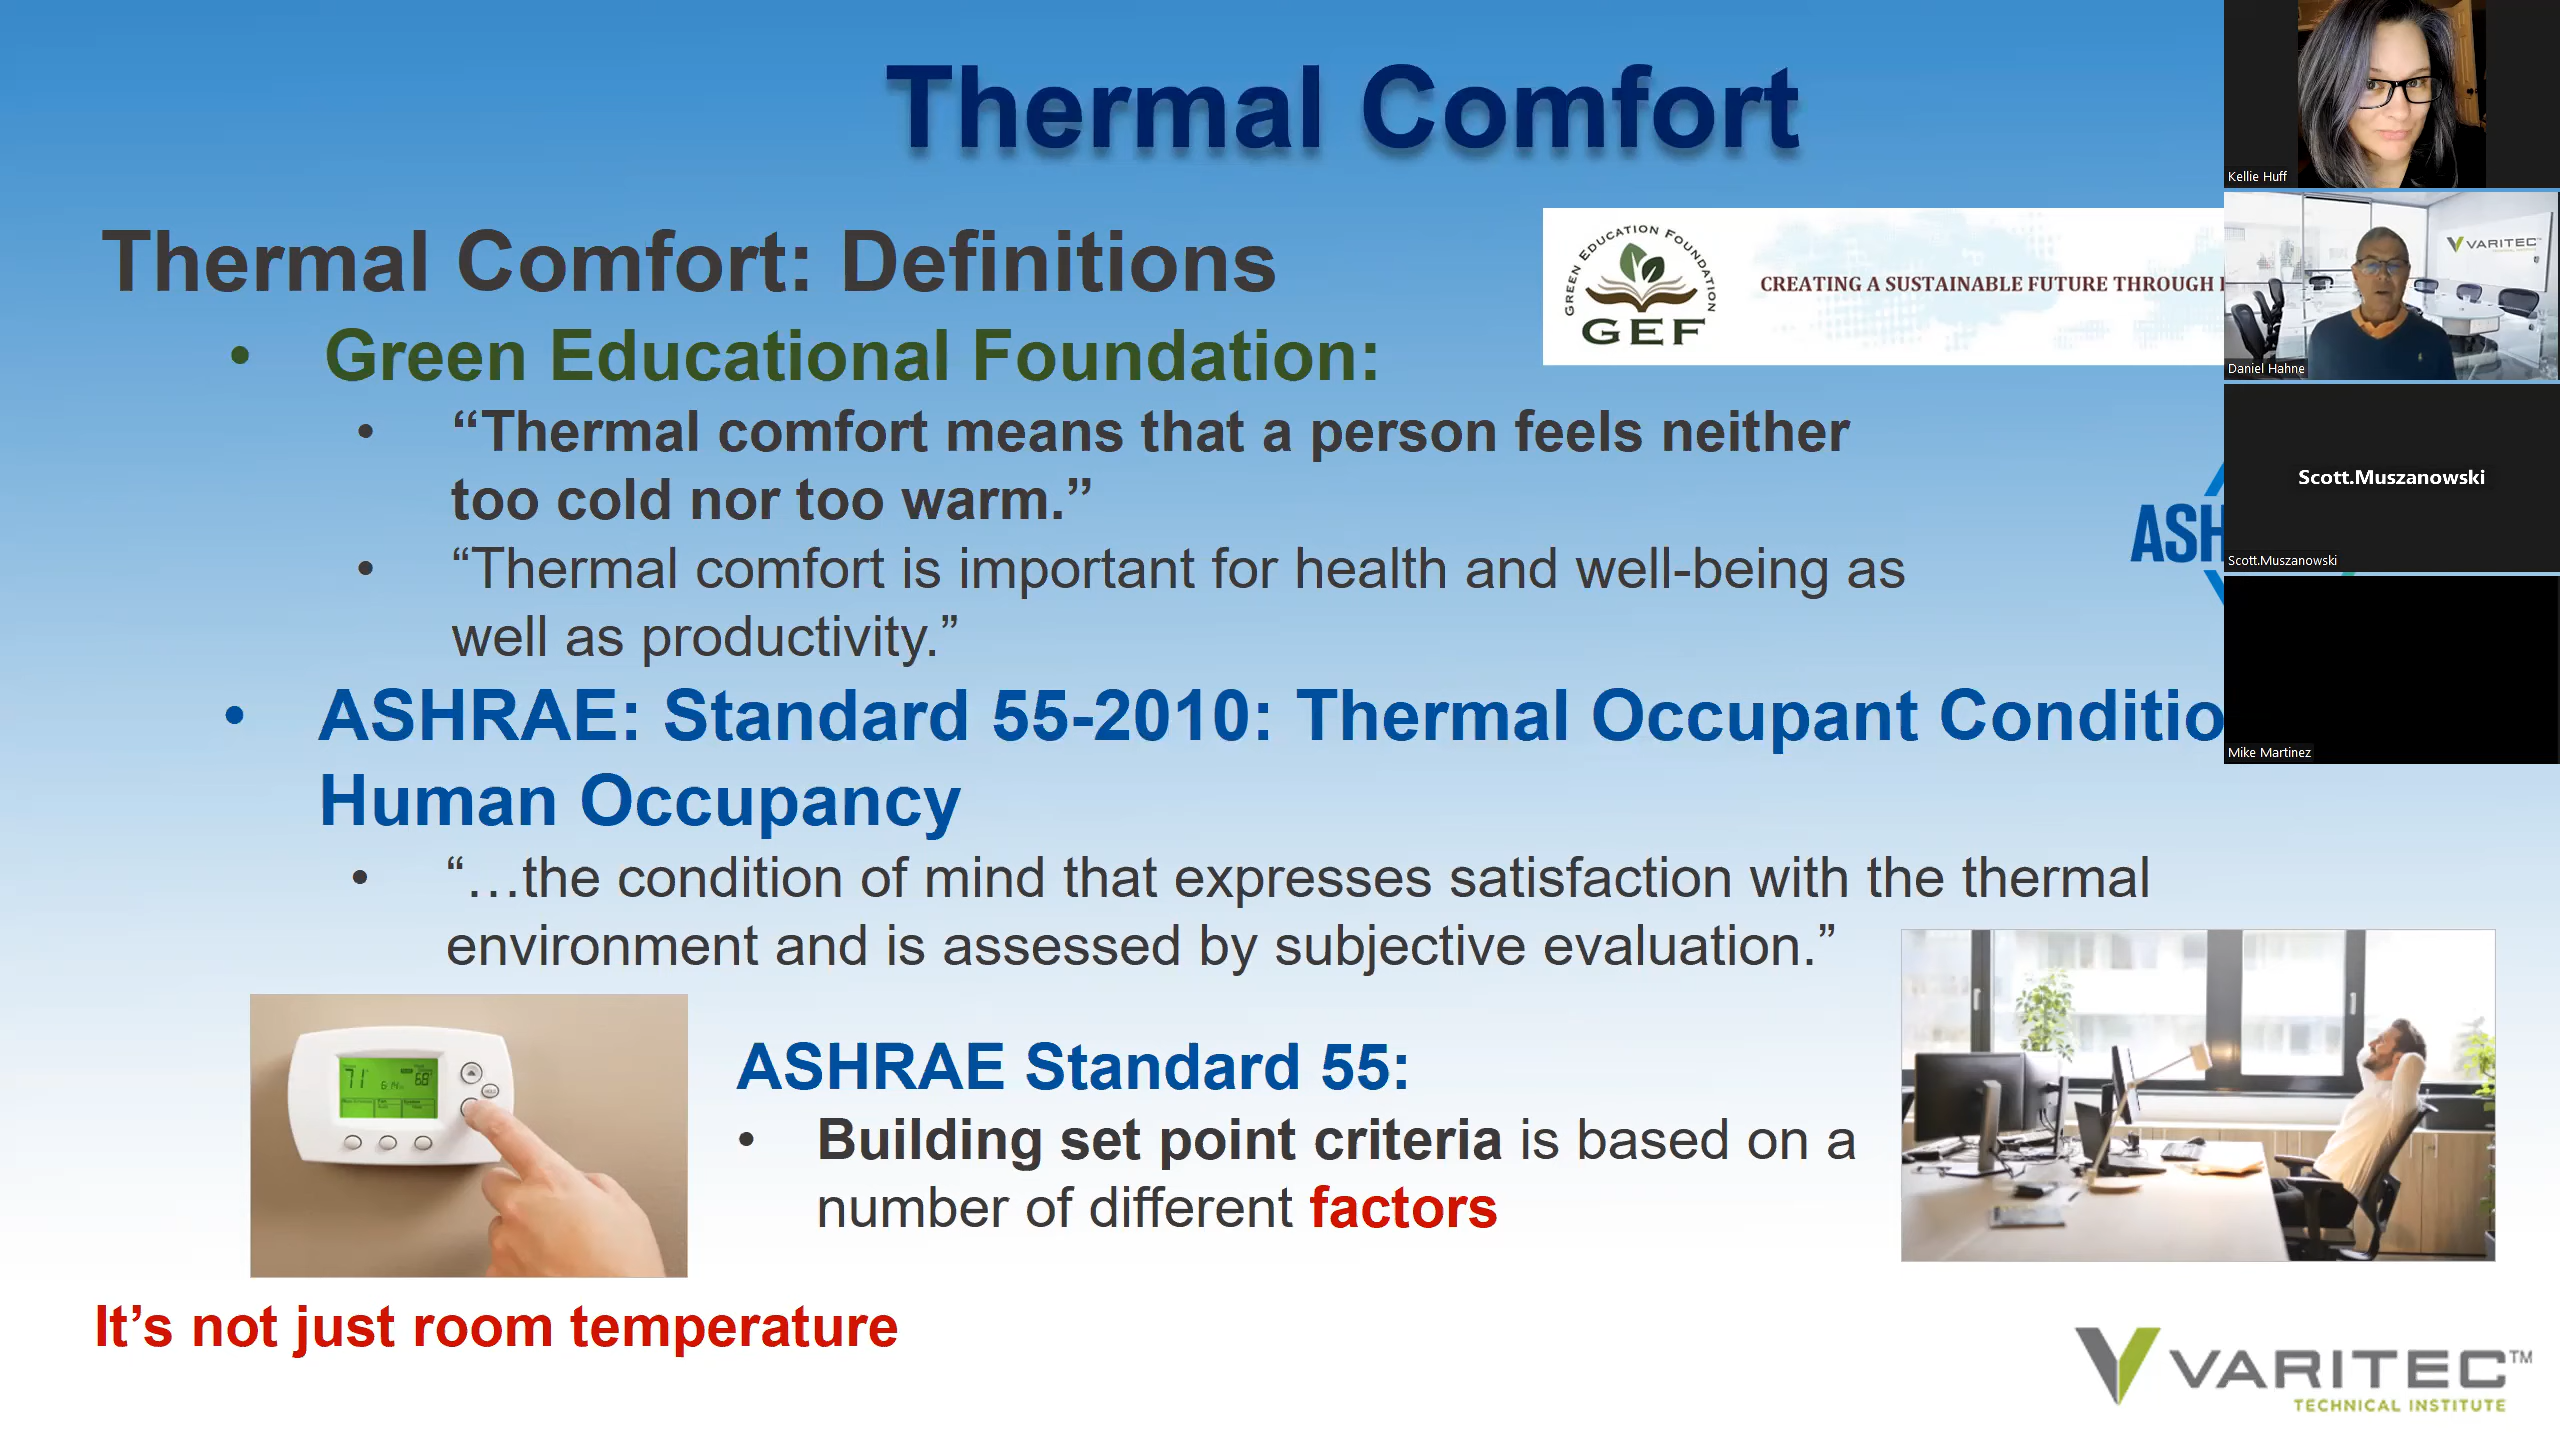 Thermal Comfort
Thermal Comfort: Definitions
GREEN EDUCATION FOUNDATION
GEF
CREATING A SUSTAINABLE FUTURE THROUGH
• Green Educational Foundation:
• “Thermal comfort means that a person feels neither
too cold nor too warm.”
• “Thermal comfort is important for health and well-being as
well as productivity.”
• ASHRAE: Standard 55-2010: Thermal Occupant Conditio
Human Occupancy
• “…the condition of mind that expresses satisfaction with the thermal
environment and is assessed by subjective evaluation.”
71
68
HOLD
ASHRAE Standard 55:
• Building set point criteria is based on a
number of different factors
It’s not just room temperature
VARITEC™
TECHNICAL INSTITUTE
ASH
Kellie Huff
VARITEC
Daniel Hahne
Scott.Muszanowski
Scott.Muszanowski
Mike Martinez